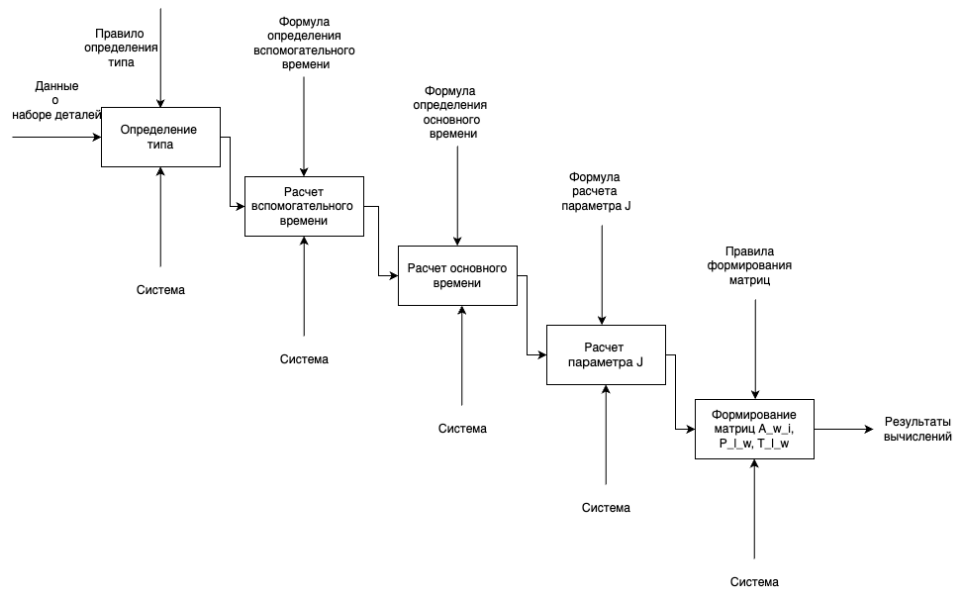 Правило
определения
типа
Формула
определения
вспомогательного
времени
Данные
о
наборе деталей
Определение
типа
Формула
определения
основного
времени
Расчет
вспомогательного
времени
Формула
расчета
параметра J
Расчет основного
времени
Правила
формирования
матриц
Система
Система
Расчет
параметра J
Система
Формирование
матриц A_w_i,
P_l_w, T_l_w
Результаты
вычислений
Система
Система